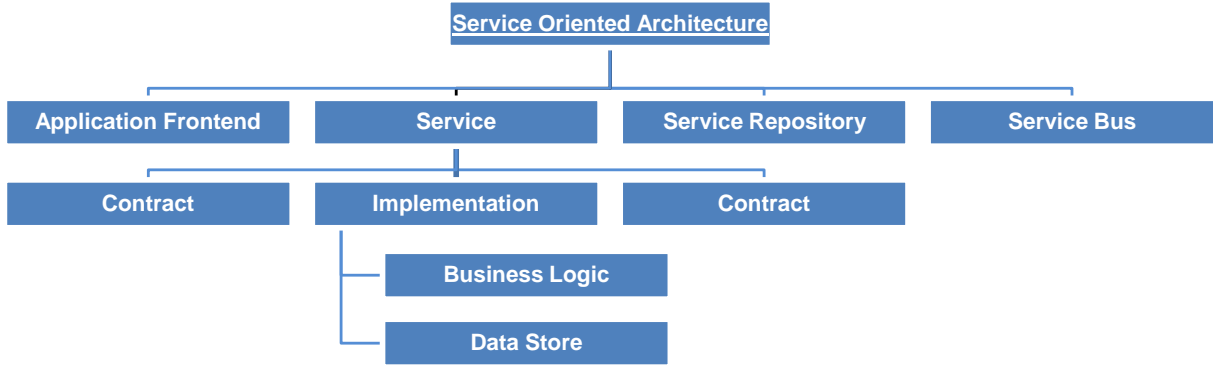 Service Oriented Architecture
Application Frontend
Service
Service Repository
Service Bus
Contract
Implementation
Contract
Business Logic
Data Store